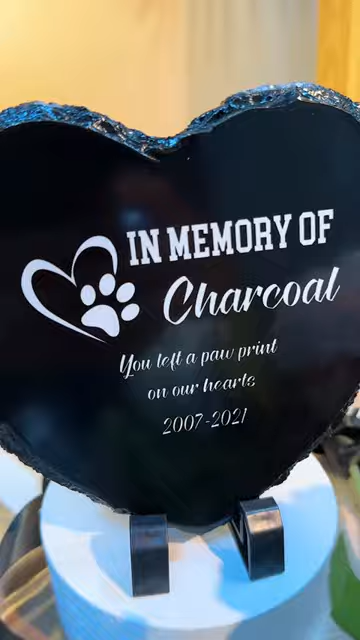 IN MEMORY OF
Charcoal
You left a paw print
on our hearts
2007-2021